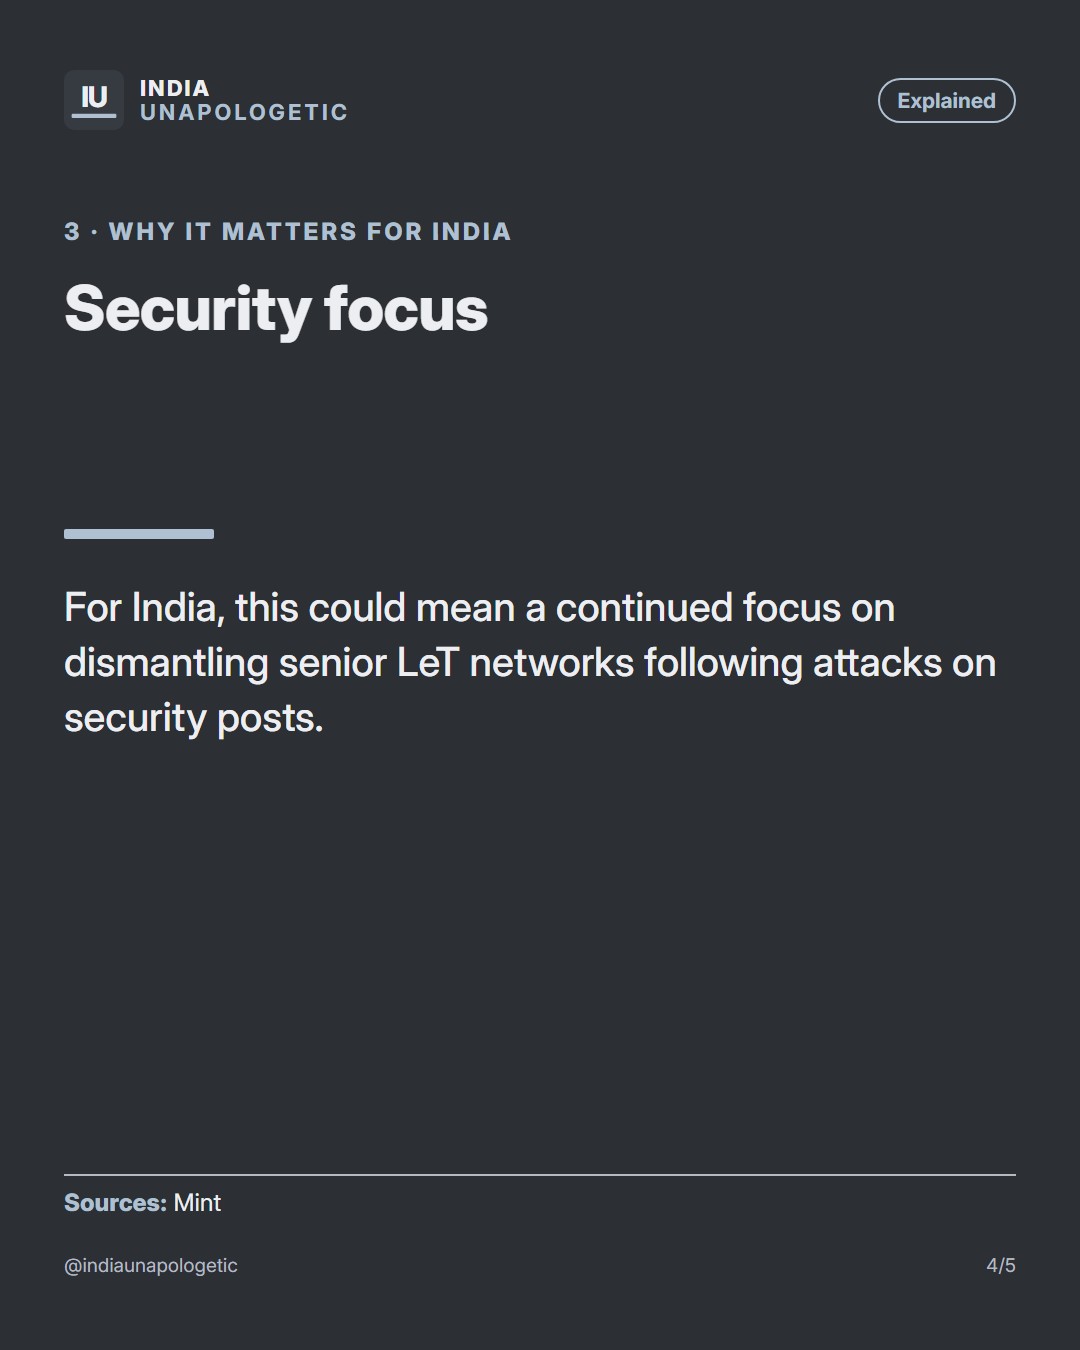 IU
INDIA
UNAPOLOGETIC
Explained
3 · WHY IT MATTERS FOR INDIA
Security focus
For India, this could mean a continued focus on
dismantling senior LeT networks following attacks on
security posts.
Sources: Mint
@indiaunapologetic
4/5